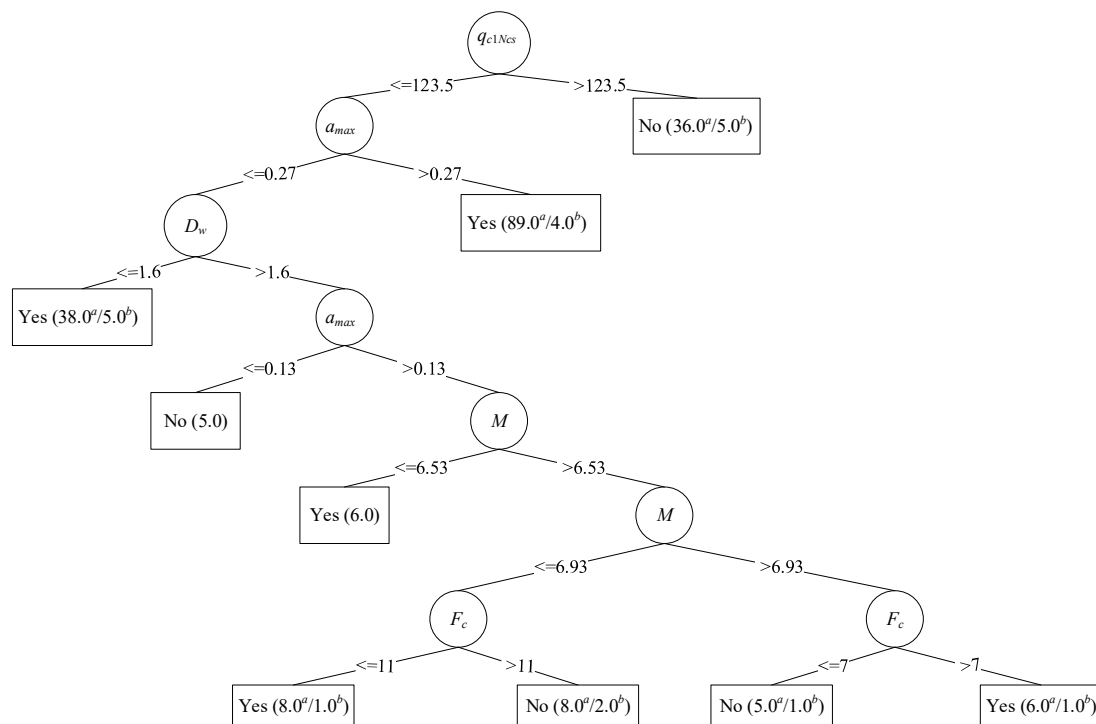 qc1Ncs
<=123.5 >123.5
amax No (36.0a/5.0b)
<=0.27 >0.27
Dw Yes (89.0a/4.0b)
<=1.6 >1.6
Yes (38.0a/5.0b) amax
<=0.13 >0.13
No (5.0) M
<=6.53 >6.53
Yes (6.0) M
<=6.93 >6.93
Fc Fc
<=11 >11 <=7 >7
Yes (8.0a/1.0b) No (8.0a/2.0b) No (5.0a/1.0b) Yes (6.0a/1.0b)